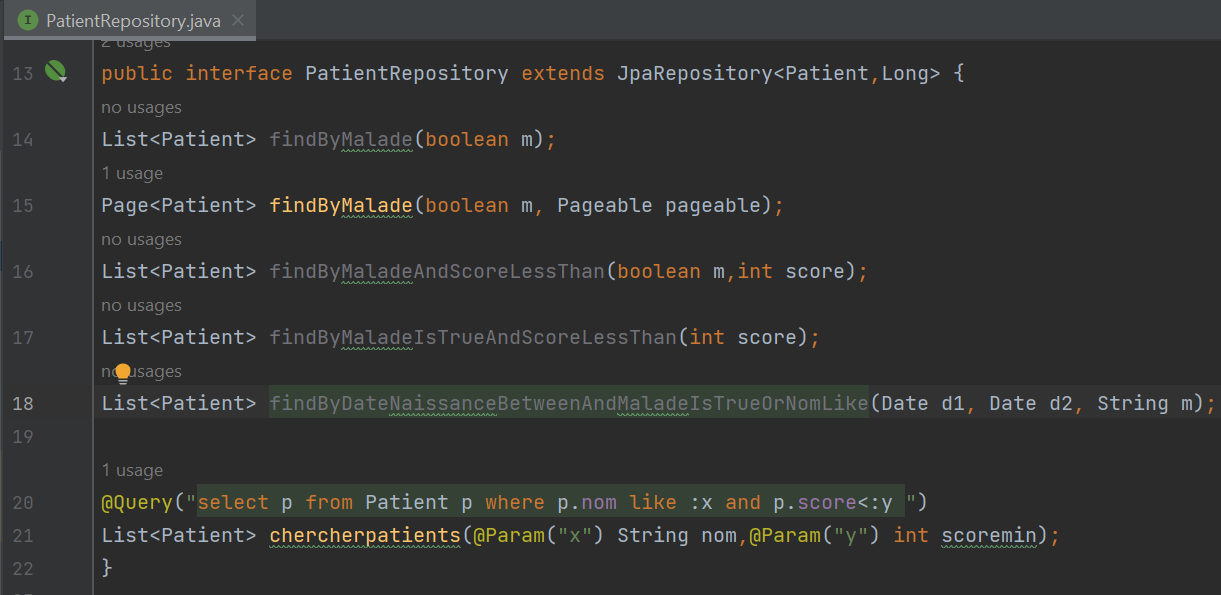 I PatientRepository.java ×
2 usages
13 public interface PatientRepository extends JpaRepository<Patient,Long> {
no usages
14 List<Patient> findByMalade(boolean m);
1 usage
15 Page<Patient> findByMalade(boolean m, Pageable pageable);
no usages
16 List<Patient> findByMaladeAndScoreLessThan(boolean m,int score);
no usages
17 List<Patient> findByMaladeIsTrueAndScoreLessThan(int score);
no usages
18 List<Patient> findByDateNaissanceBetweenAndMaladeIsTrueOrNomLike(Date d1, Date d2, String m);
19
1 usage
20 @Query("select p from Patient p where p.nom like :x and p.score<:y ")
21 List<Patient> chercherpatients(@Param("x") String nom,@Param("y") int scoremin);
22 }